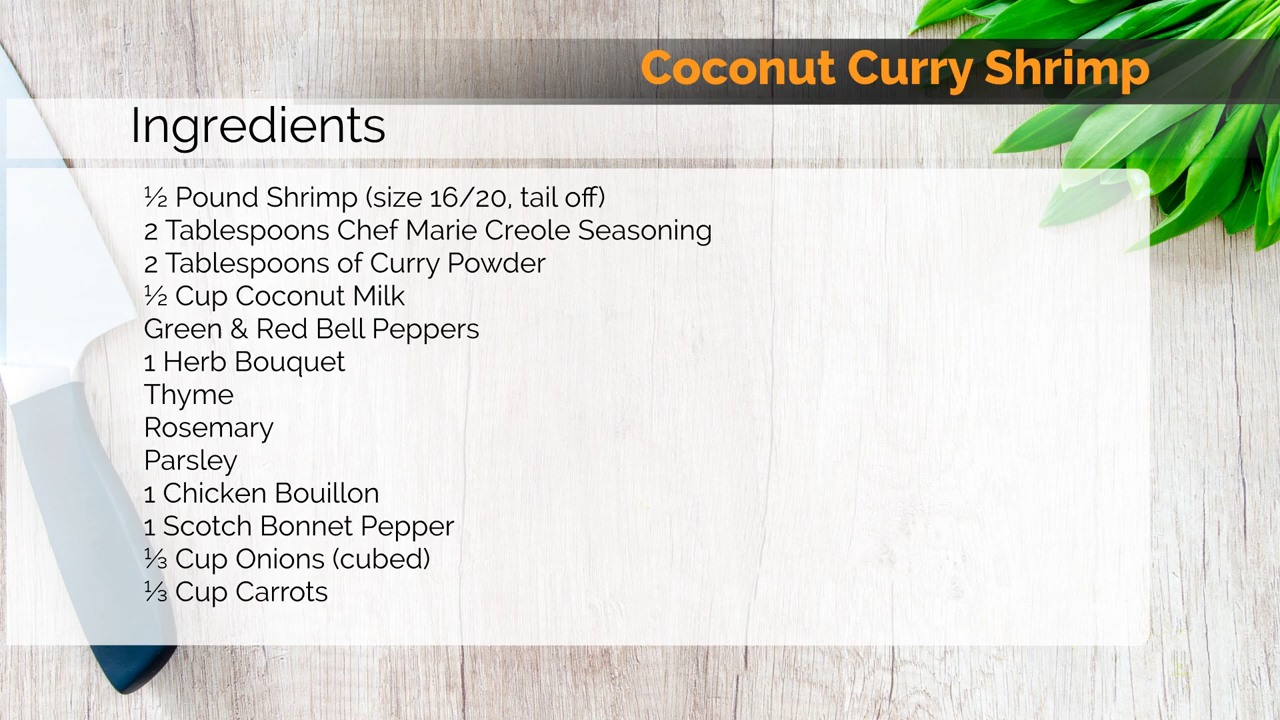 Coconut Curry Shrimp
Ingredients
½ Pound Shrimp (size 16/20, tail off)
2 Tablespoons Chef Marie Creole Seasoning
2 Tablespoons of Curry Powder
½ Cup Coconut Milk
Green & Red Bell Peppers
1 Herb Bouquet
Thyme
Rosemary
Parsley
1 Chicken Bouillon
1 Scotch Bonnet Pepper
⅓ Cup Onions (cubed)
⅓ Cup Carrots